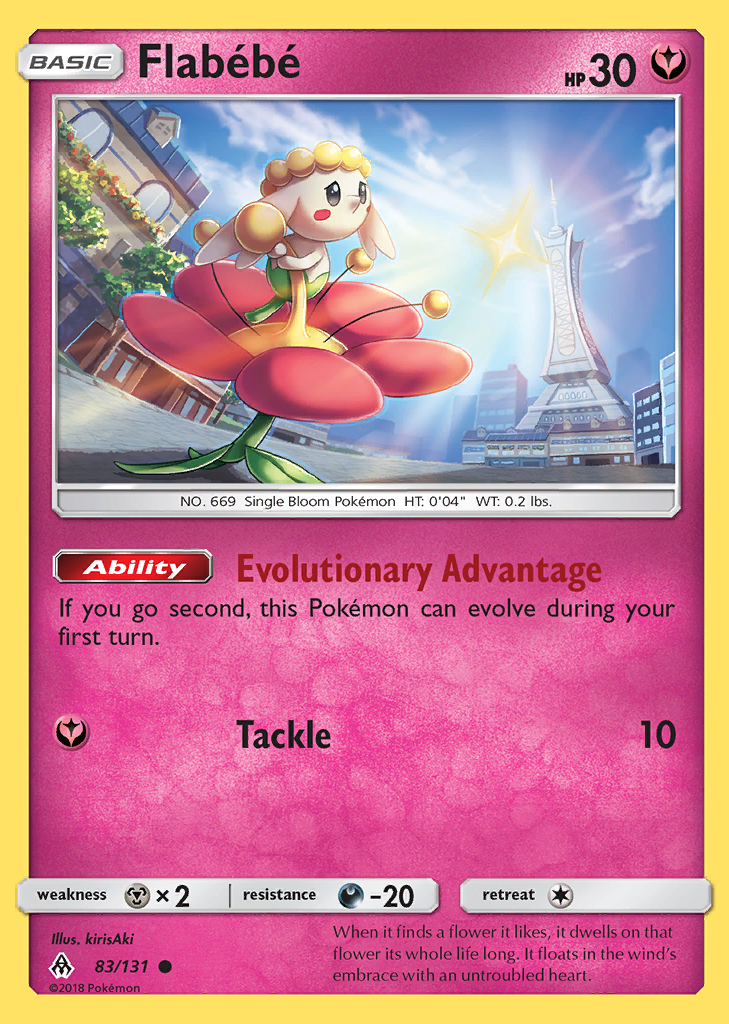 BASIC Flabébé HP 30
NO. 669 Single Bloom Pokémon HT: 0'04" WT: 0.2 lbs.
Ability Evolutionary Advantage
If you go second, this Pokémon can evolve during your
first turn.
Tackle 10
weakness ×2 resistance -20 retreat
Illus. kirisAki
83/131
©2018 Pokémon
When it finds a flower it likes, it dwells on that
flower its whole life long. It floats in the wind's
embrace with an untroubled heart.